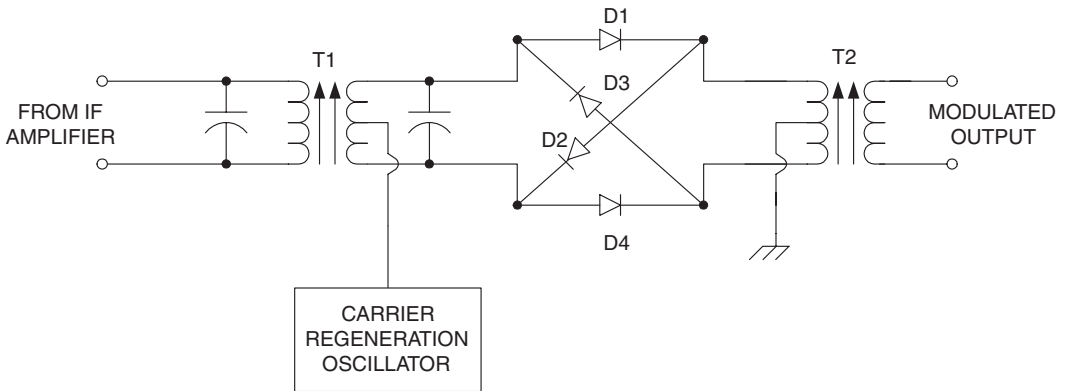 D1
T1
T2
D3
FROM IF
AMPLIFIER
MODULATED
OUTPUT
D2
D4
CARRIER
REGENERATION
OSCILLATOR